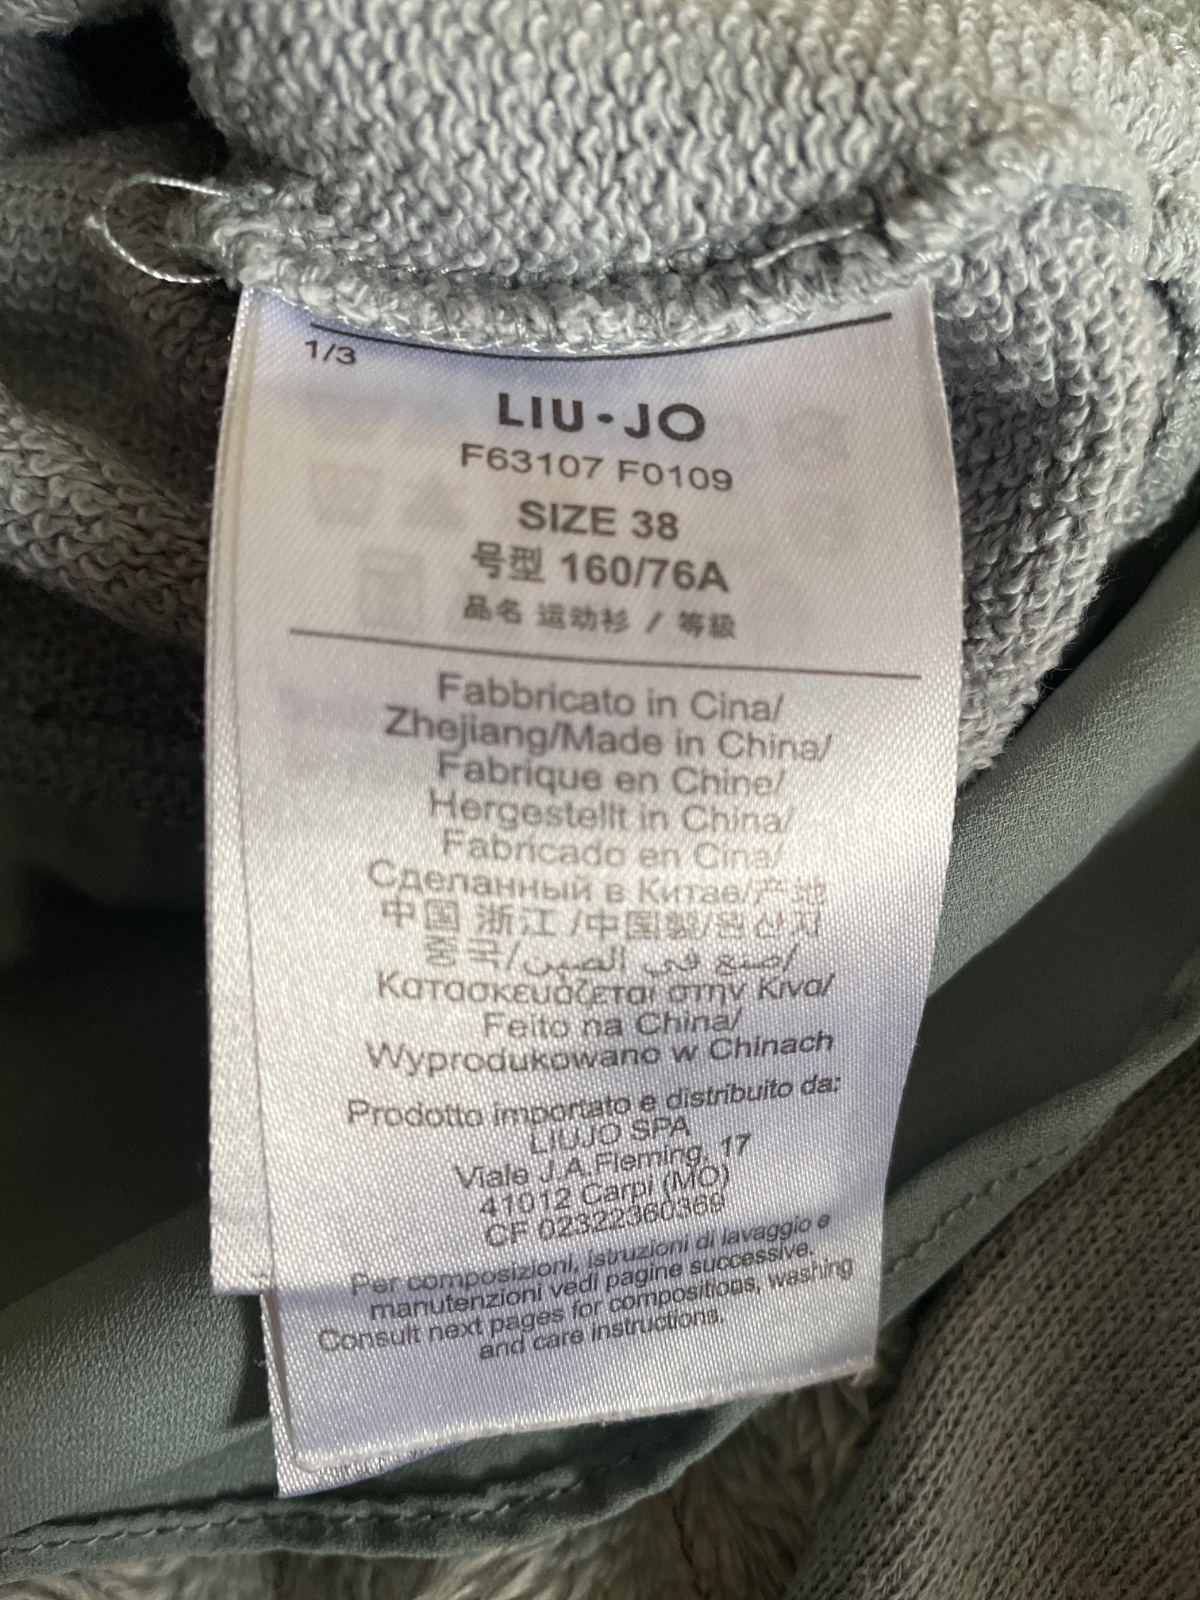 1/3
LIU·JO
F63107 F0109
SIZE 38
号型 160/76A
品名 运动衫 / 等級
Fabbricato in Cina/
Zhejiang/Made in China/
Fabrique en Chine/
Hergestellt in China/
Fabricado en Cina/
Сделанный в Китае/产地
中国 浙江 /中国製/원산지
중국/صنع في الصين/
Κατασκευάζεται στην Κίνα/
Feito na China/
Wyprodukowano w Chinach
Prodotto importato e distribuito da:
LIUJO SPA
Viale J.A.Fleming, 17
41012 Carpi (MO)
CF 02322360369
Per composizioni, istruzioni di lavaggio e
manutenzioni vedi pagine successive.
Consult next pages for compositions, washing
and care instructions.